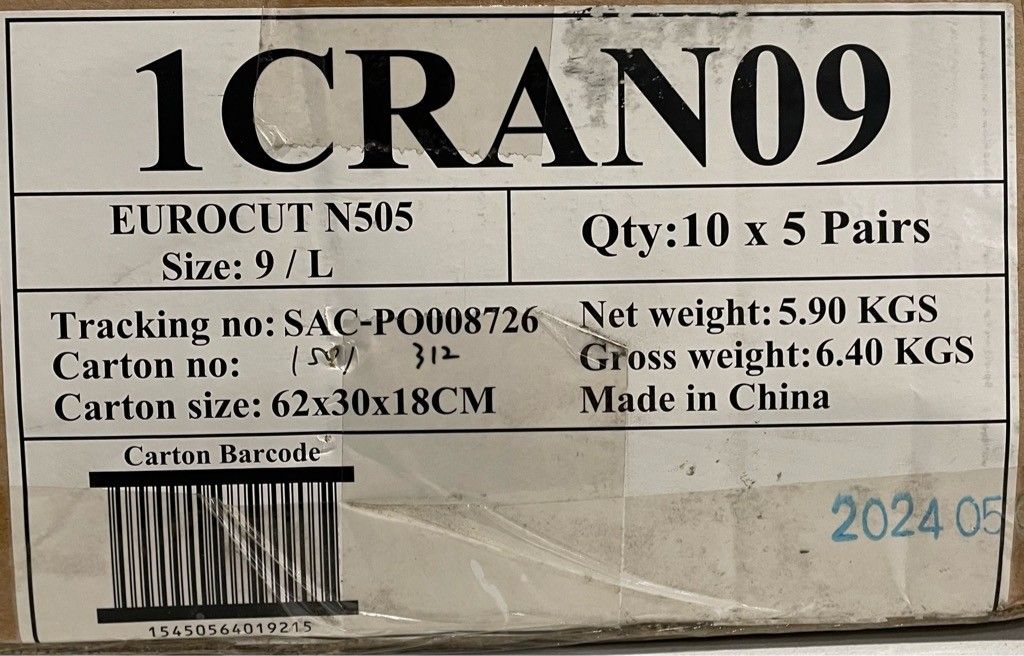 1CRAN09
EUROCUT N505
Size: 9 / L
Qty:10 x 5 Pairs
Tracking no: SAC-PO008726
Carton no: 312
Carton size: 62x30x18CM
Net weight: 5.90 KGS
Gross weight: 6.40 KGS
Made in China
Carton Barcode
15450564019215
2024 05